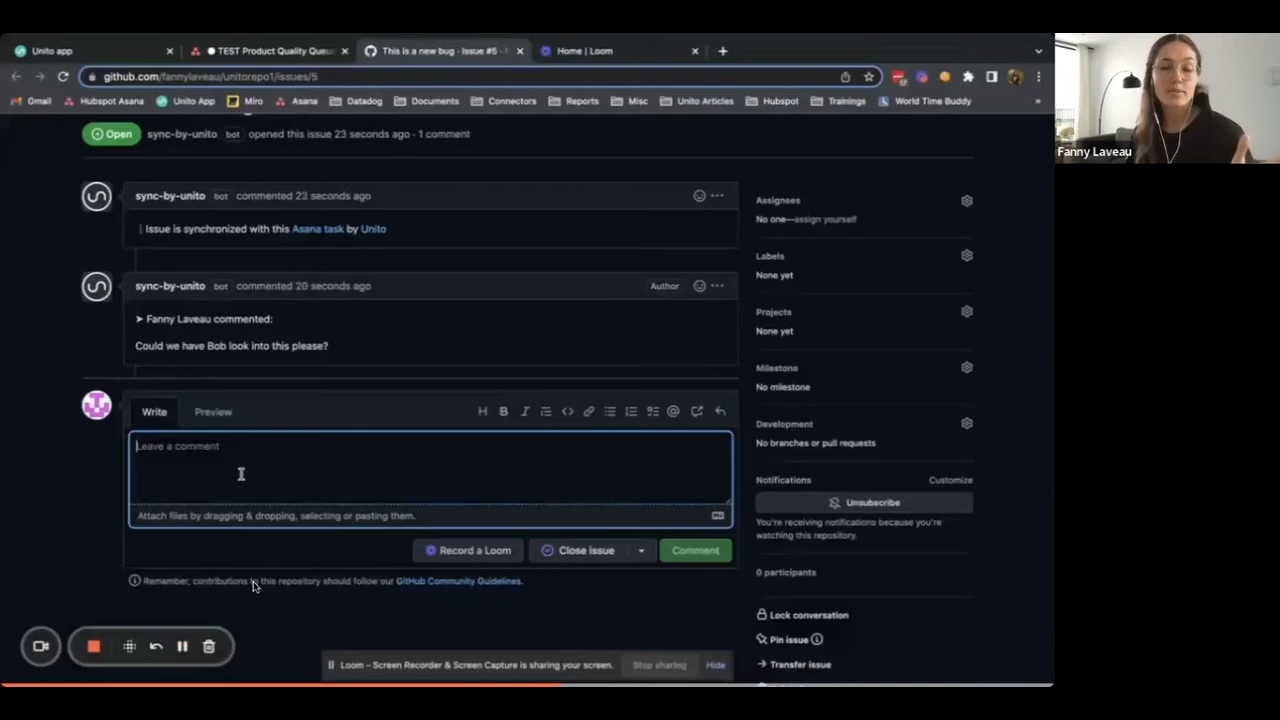 Unito app
TEST Product Quality Queu
This is a new bug · Issue #5 ·
Home | Loom
github.com/fannylaveau/unitorepo1/issues/5
Gmail
Hubspot Asana
Unito App
Miro
Asana
Datadog
Documents
Connectors
Reports
Misc
Unito Articles
Hubspot
Trainings
World Time Buddy
»
Fanny Laveau
Open
sync-by-unito bot opened this issue 23 seconds ago · 1 comment
sync-by-unito bot commented 23 seconds ago
Issue is synchronized with this Asana task by Unito
sync-by-unito bot commented 20 seconds ago
Author
➤ Fanny Laveau commented:
Could we have Bob look into this please?
Write
Preview
Leave a comment
Attach files by dragging & dropping, selecting or pasting them.
Record a Loom
Close issue
Comment
Remember, contributions to this repository should follow our GitHub Community Guidelines.
Assignees
No one—assign yourself
Labels
None yet
Projects
None yet
Milestone
No milestone
Development
No branches or pull requests
Notifications
Customize
Unsubscribe
You're receiving notifications because you're
watching this repository.
0 participants
Lock conversation
Pin issue
Transfer issue
Loom – Screen Recorder & Screen Capture is sharing your screen.
Stop sharing
Hide